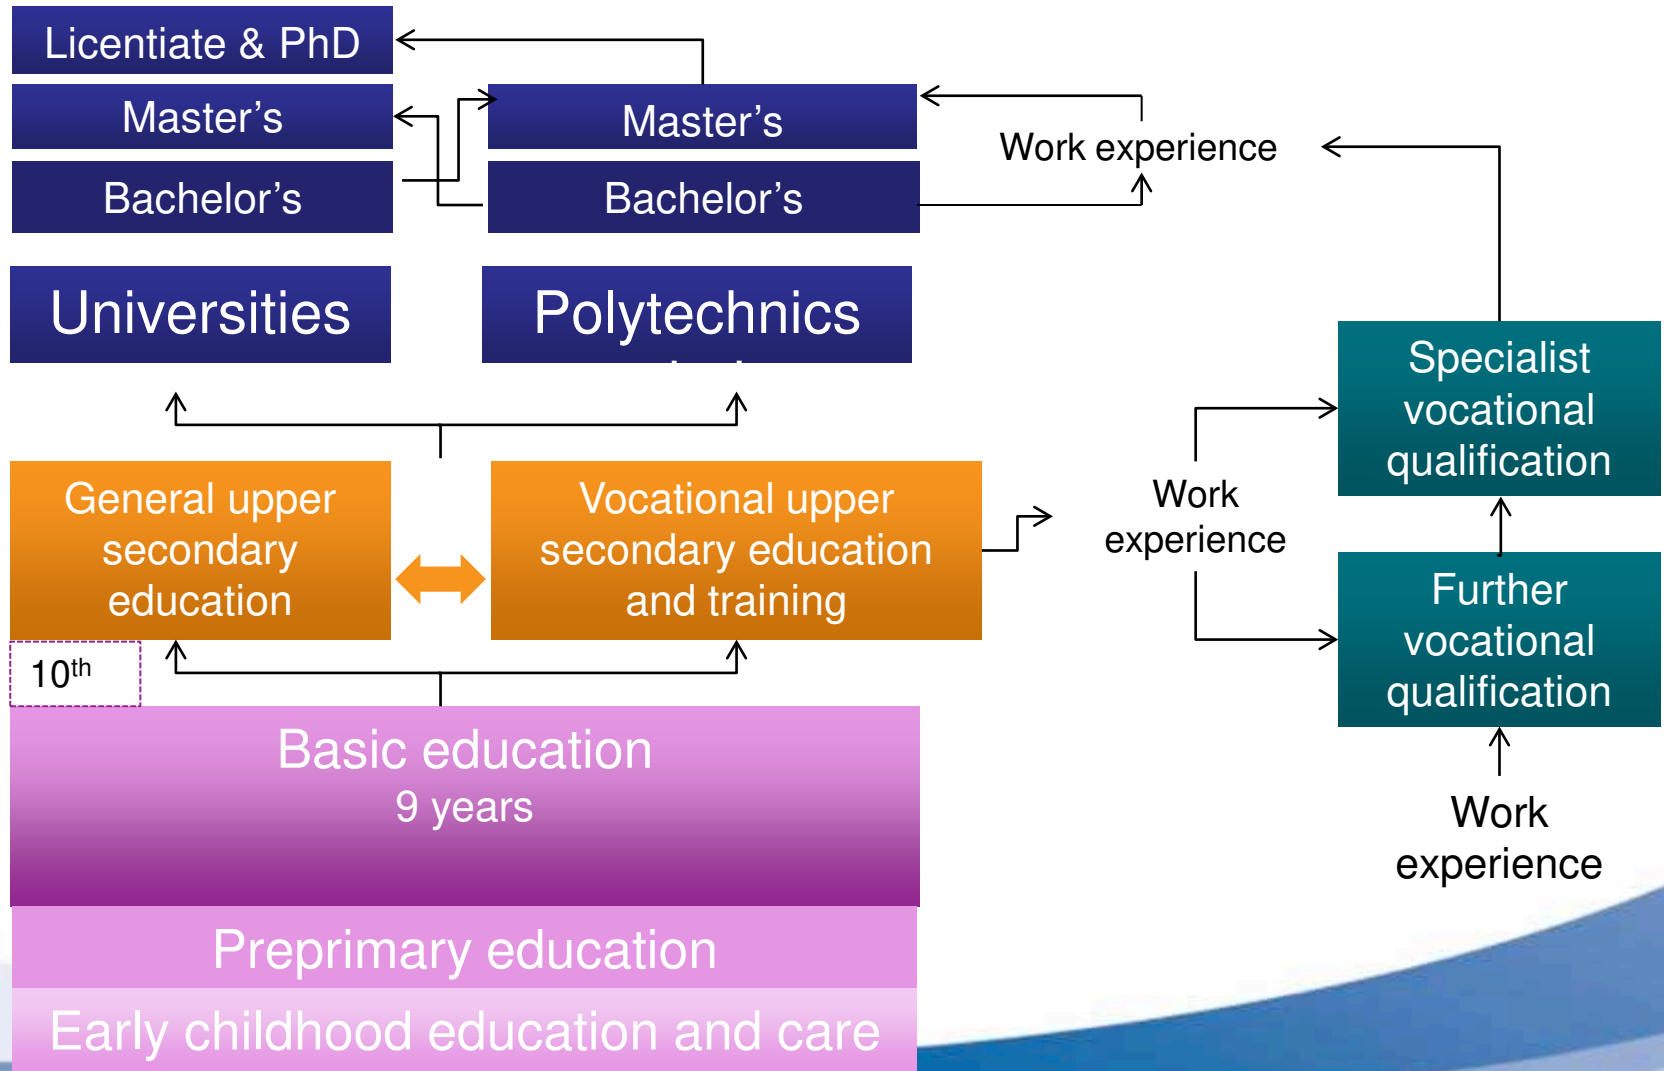 Licentiate & PhD
Master's
Bachelor's
Master's
Bachelor's
Work experience
Universities
Polytechnics
Specialist
vocational
qualification
General upper
secondary
education
Vocational upper
secondary education
and training
Work
experience
Further
vocational
qualification
10th
Basic education
9 years
Work
experience
Preprimary education
Early childhood education and care